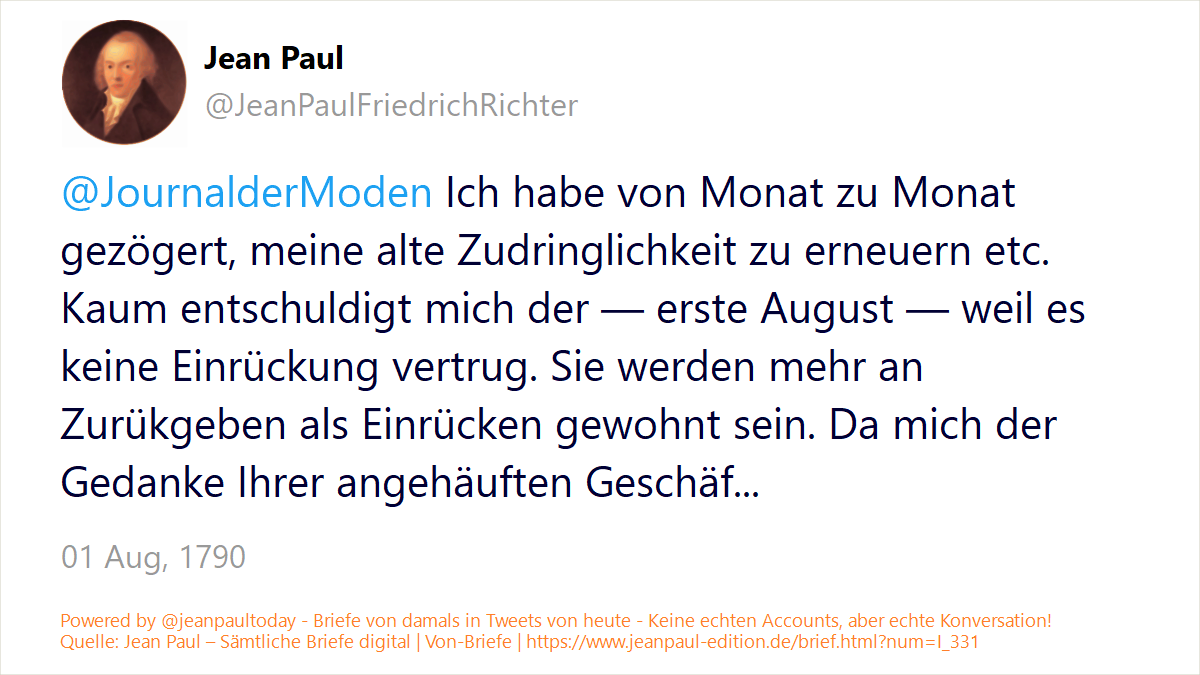 Jean Paul
@JeanPaulFriedrichRichter
@JournalderModen Ich habe von Monat zu Monat
gezögert, meine alte Zudringlichkeit zu erneuern etc.
Kaum entschuldigt mich der — erste August — weil es
keine Einrückung vertrug. Sie werden mehr an
Zurükgeben als Einrücken gewohnt sein. Da mich der
Gedanke Ihrer angehäuften Geschäf...
01 Aug, 1790
Powered by @jeanpaultoday - Briefe von damals in Tweets von heute - Keine echten Accounts, aber echte Konversation!
Quelle: Jean Paul – Sämtliche Briefe digital | Von-Briefe | https://www.jeanpaul-edition.de/brief.html?num=I_331